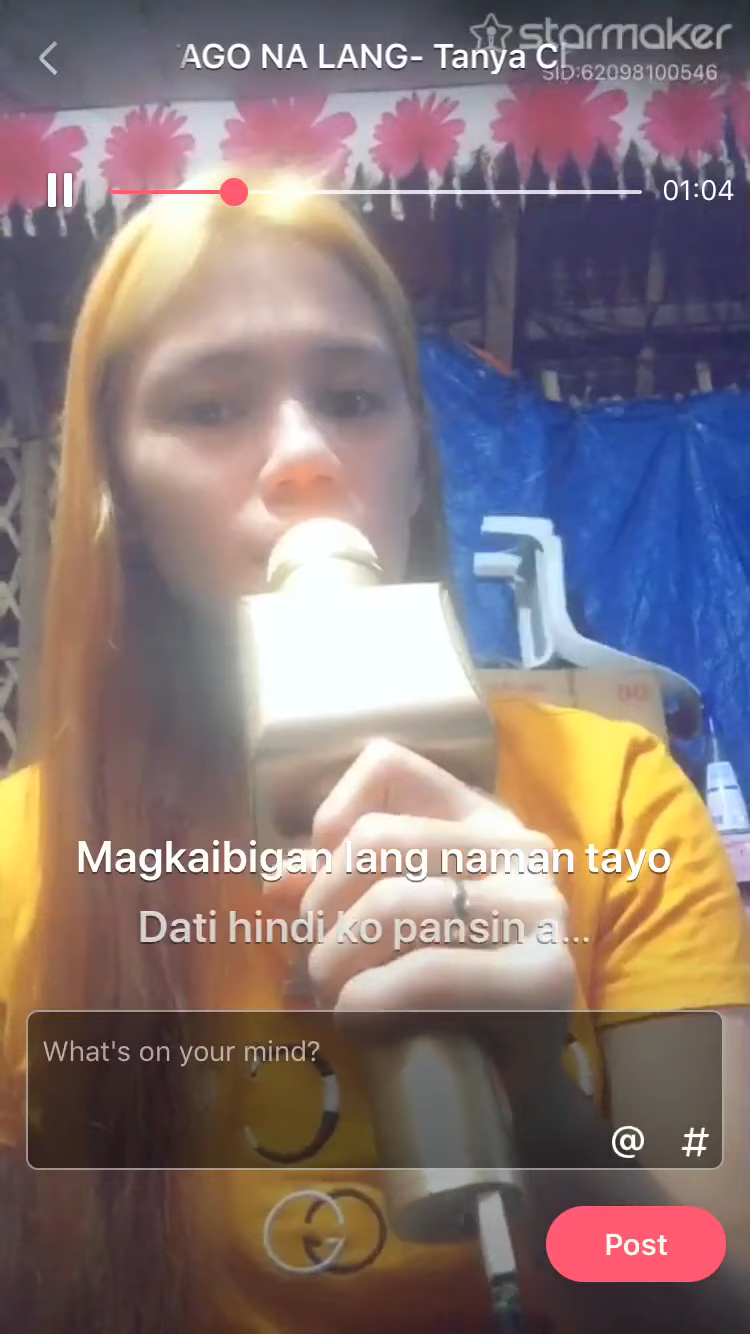 starmaker
AGO NA LANG- Tanya C
SID:62098100546
01:04
Magkaibigan lang naman tayo
Dati hindi ko pansin a...
What's on your mind?
@ #
Post